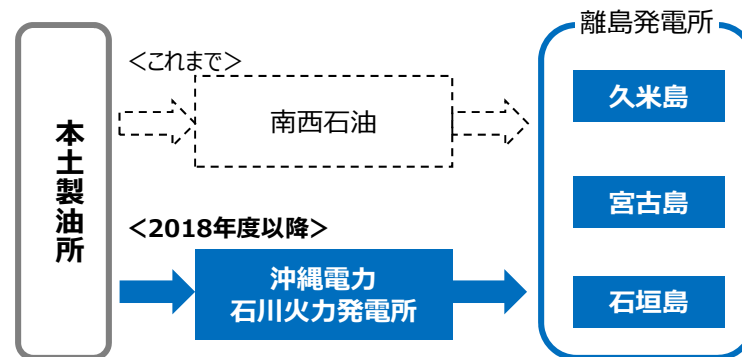 本土製油所
<これまで>
南西石油
<2018年度以降>
沖縄電力
石川火力発電所
離島発電所
久米島
宮古島
石垣島